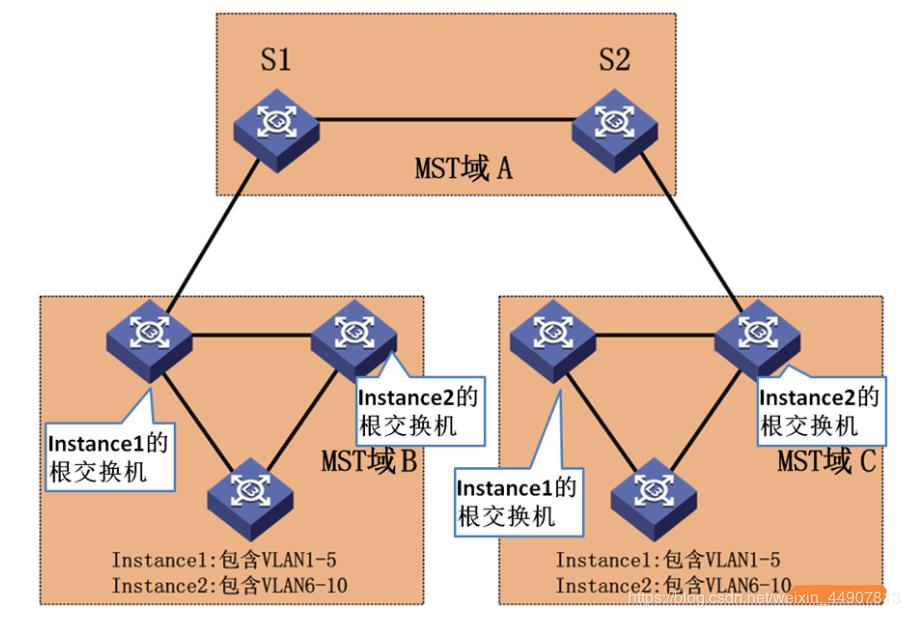 S1
S2
MST域 A
Instance2的
根交换机
Instance2的
根交换机
Instance1的
根交换机
MST域 B
MST域 C
Instance1的
根交换机
Instance1:包含VLAN1-5
Instance2:包含VLAN6-10
Instance1:包含VLAN1-5
Instance2:包含VLAN6-10
https://blog.csdn.net/weixin_44907813